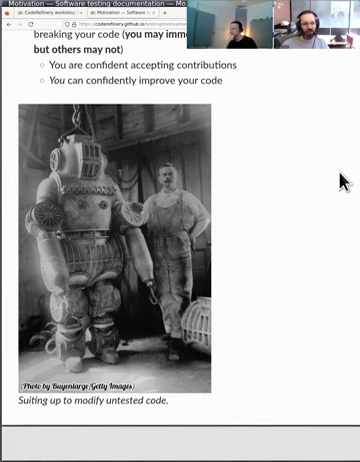 Motivation — Software testing documentation — Mo
CodeRefinery workshop
Motivation — Software t
https://coderefinery.github.io/testing/motivation
breaking your code (you may imm
but others may not)
You are confident accepting contributions
You can confidently improve your code
(Photo by Buyenlarge/Getty Images)
Suiting up to modify untested code.